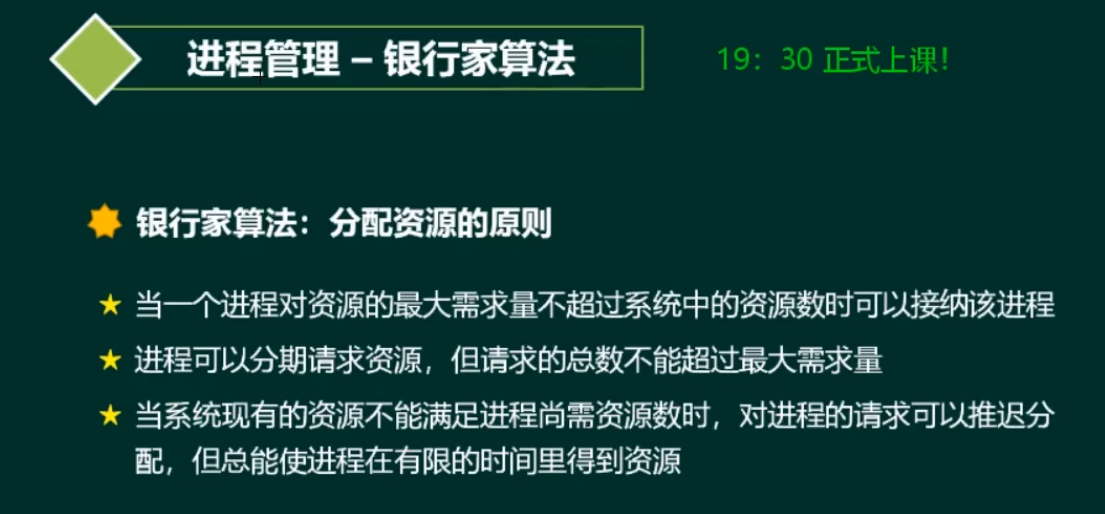 进程管理 – 银行家算法
19：30 正式上课！
银行家算法：分配资源的原则
当一个进程对资源的最大需求量不超过系统中的资源数时可以接纳该进程
进程可以分期请求资源，但请求的总数不能超过最大需求量
当系统现有的资源不能满足进程尚需资源数时，对进程的请求可以推迟分
配，但总能使进程在有限的时间里得到资源